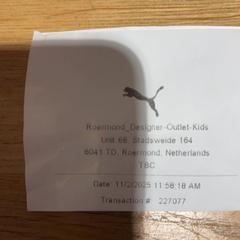 Roermond_Designer-Outlet-Kids
Unit 68, Stadsweide 164
6041 TD, Roermond, Netherlands
TBC
Date: 11/2/2025 11:58:18 AM
Transaction #: 227077